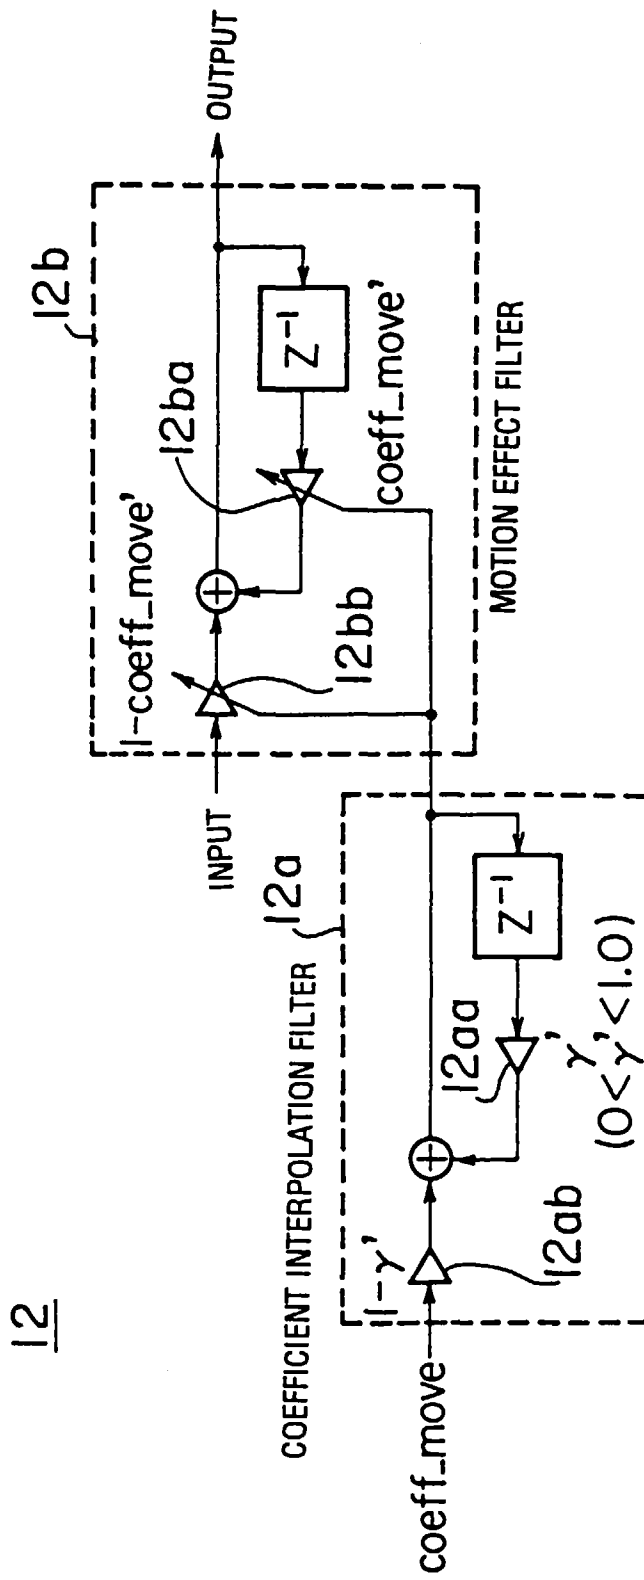 12
COEFFICIENT INTERPOLATION FILTER
12a
coeff_move
1-γ'
12ab
12aa
Z⁻¹
γ'
(0<γ'<1.0)
12b
INPUT
1-coeff_move'
12bb
12ba
Z⁻¹
coeff_move'
OUTPUT
MOTION EFFECT FILTER